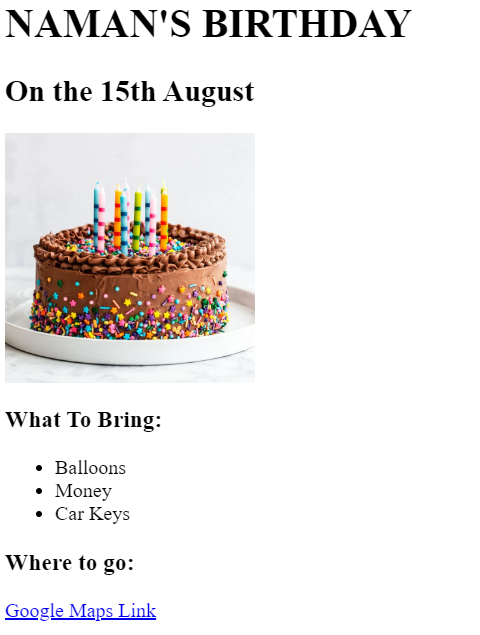 NAMAN'S BIRTHDAY
On the 15th August
What To Bring:
Balloons
Money
Car Keys
Where to go:
Google Maps Link